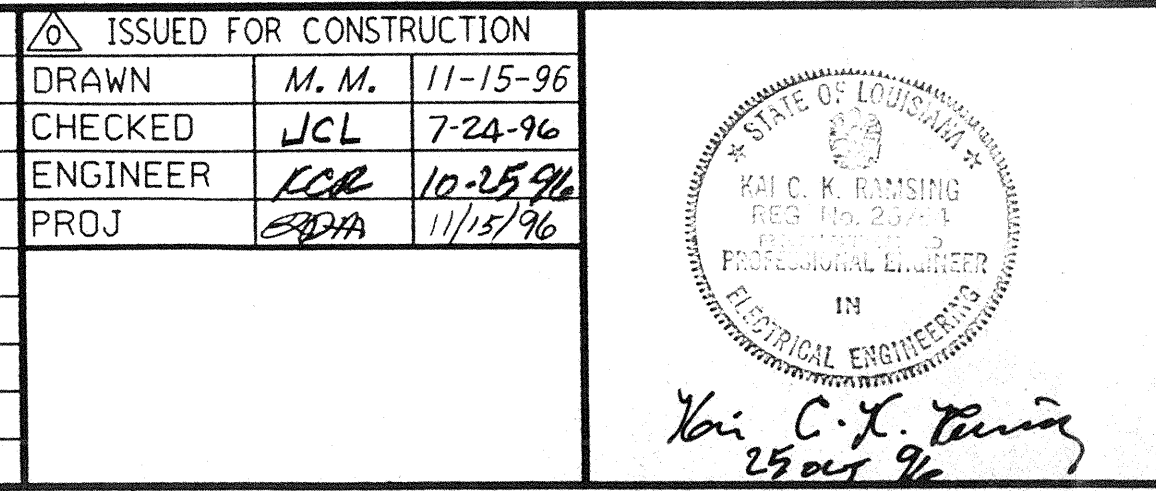 0 ISSUED FOR CONSTRUCTION
DRAWN M. M. 11-15-96
CHECKED JCL 7-24-96
ENGINEER KCR 10-25 96
PROJ 11/15/96
★ STATE OF LOUISIANA ★
KAI C. K. RAMSING
REG No.
PROFESSIONAL ENGINEER
IN
ELECTRICAL ENGINEERING
Kai C. K. Ramsing
25 Oct 96